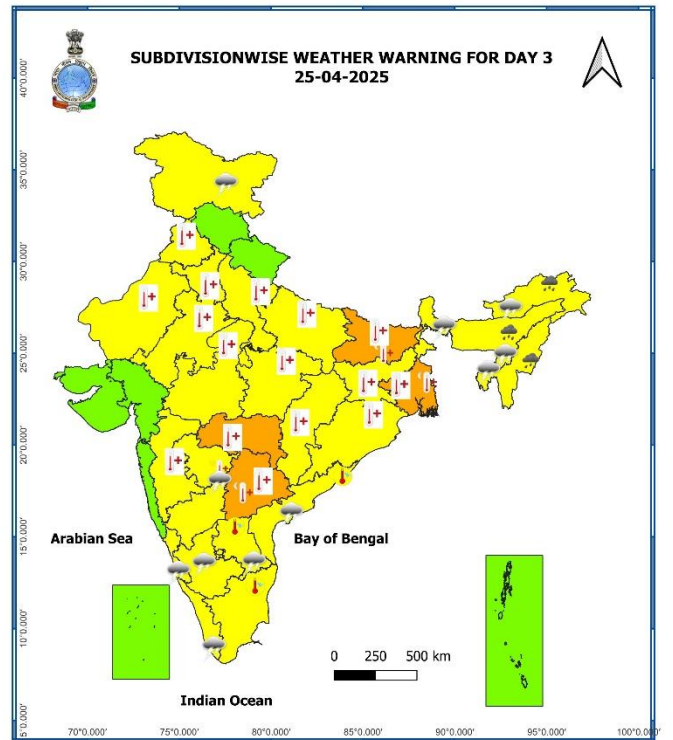 SUBDIVISIONWISE WEATHER WARNING FOR DAY 3
25-04-2025
40°0.000'
35°0.000'
30°0.000'
25°0.000'
20°0.000'
15°0.000'
10°0.000'
5°0.000'
Arabian Sea
Bay of Bengal
0 250 500 km
Indian Ocean
70°0.000' 75°0.000' 80°0.000' 85°0.000' 90°0.000' 95°0.000' 100°0.000'